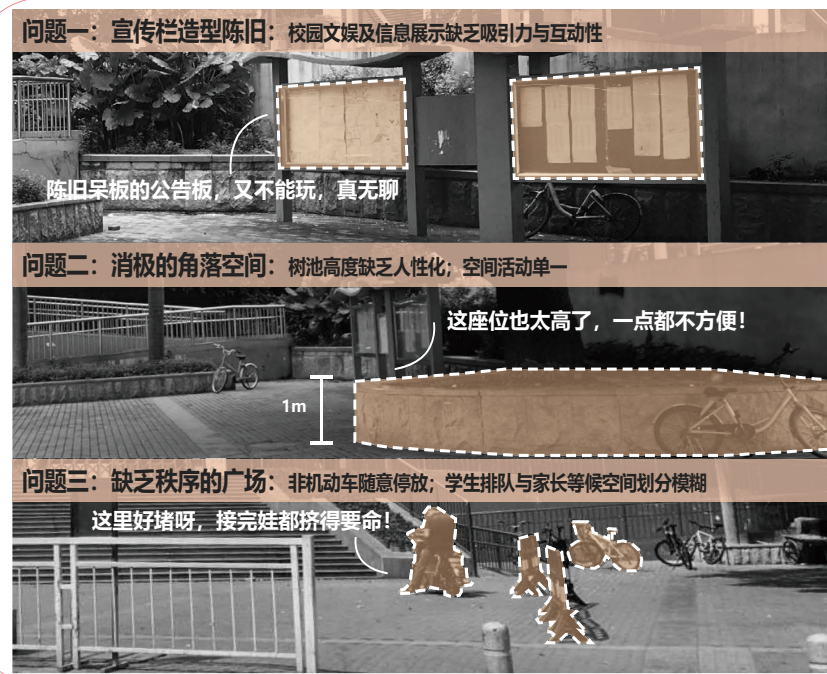 问题一：宣传栏造型陈旧：校园文娱及信息展示缺乏吸引力与互动性
陈旧呆板的公告板，又不能玩，真无聊
问题二：消极的角落空间：树池高度缺乏人性化；空间活动单一
这座位也太高了，一点都不方便！
1m
问题三：缺乏秩序的广场：非机动车随意停放；学生排队与家长等候空间划分模糊
这里好堵呀，接完娃都挤得要命！